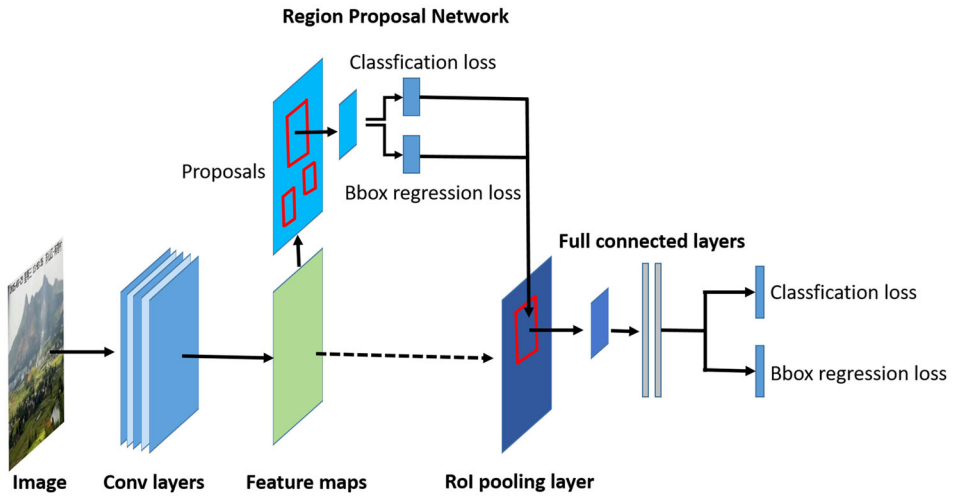 Region Proposal Network
Classfication loss
Proposals
Bbox regression loss
Full connected layers
Classfication loss
Bbox regression loss
Image
Conv layers
Feature maps
RoI pooling layer